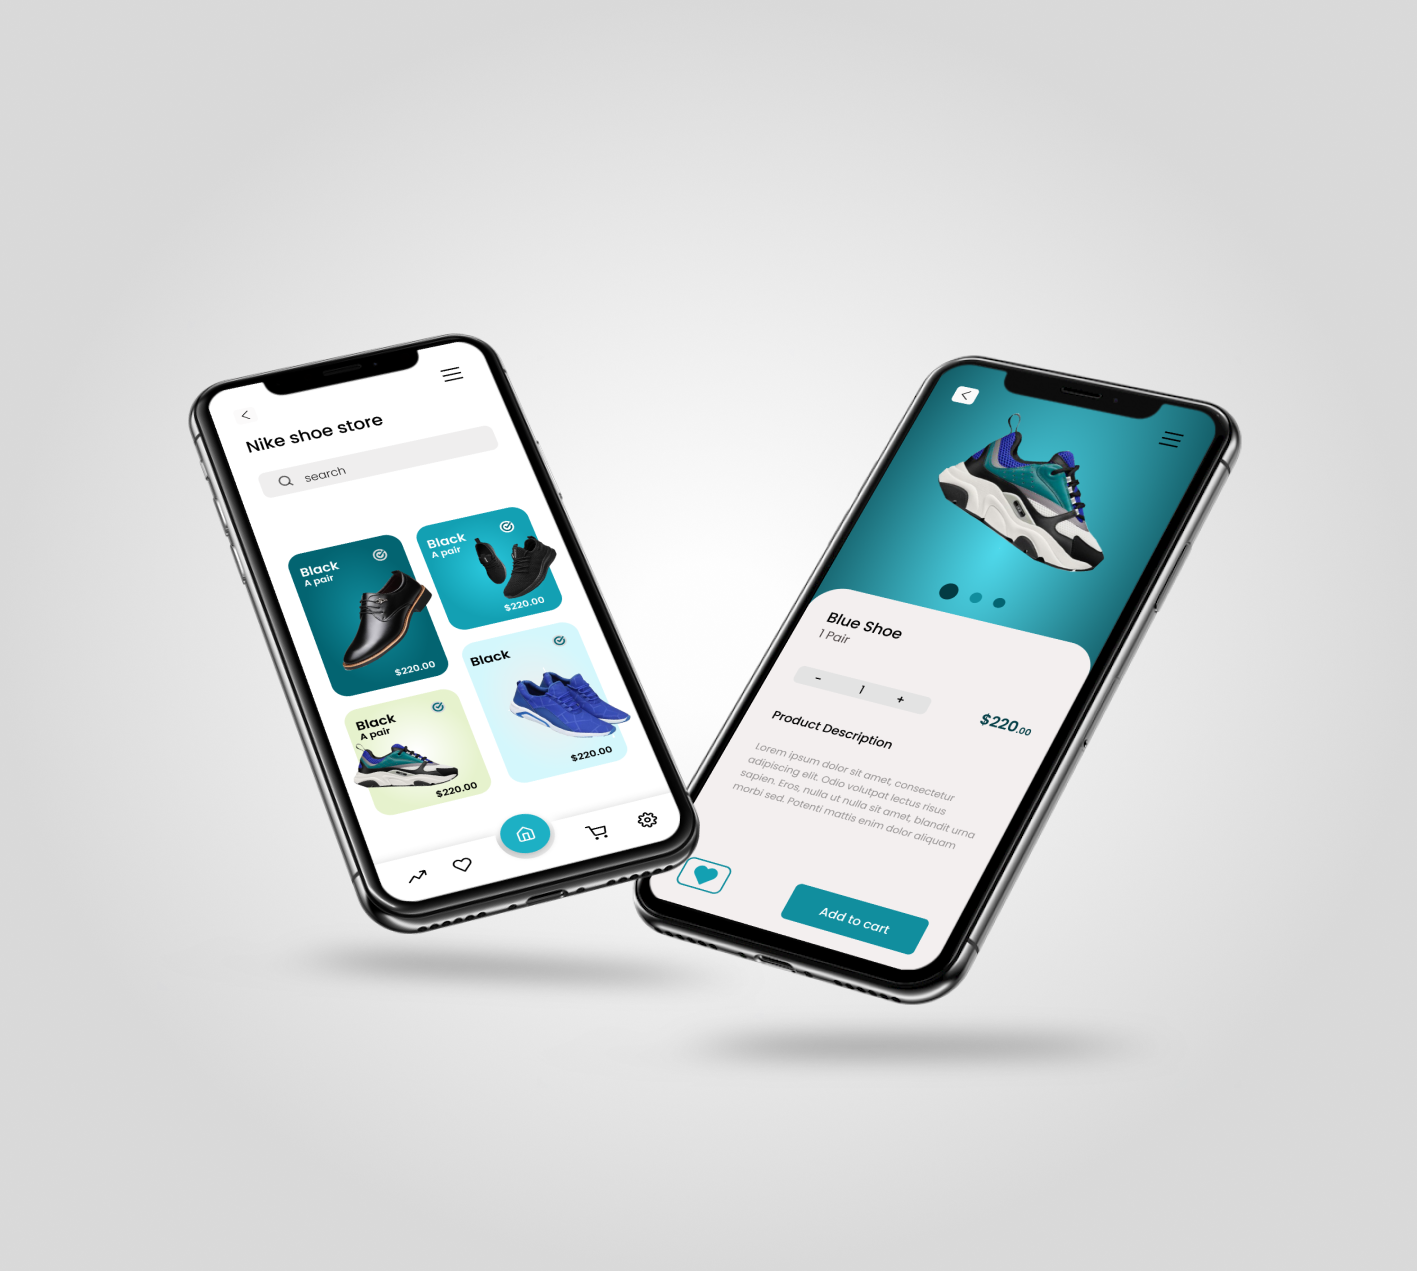 Nike shoe store
search
Black
A pair
$220.00
Black
A pair
$220.00
Black
A pair
$220.00
Black
$220.00
Blue Shoe
1 Pair
- 1 +
$220.00
Product Description
Lorem ipsum dolor sit amet, consectetur
adipiscing elit. Odio volutpat lectus risus
sapien. Eros, nulla ut nulla sit amet, blandit urna
morbi sed. Potenti mattis enim dolor aliquam
Add to cart